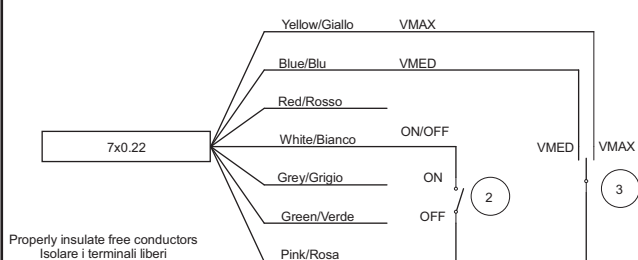 Yellow/Giallo VMAX
Blue/Blu VMED
Red/Rosso
White/Bianco ON/OFF
7x0.22
VMED VMAX
Grey/Grigio ON
2
3
Green/Verde OFF
Properly insulate free conductors
Isolare i terminali liberi
Pink/Rosa